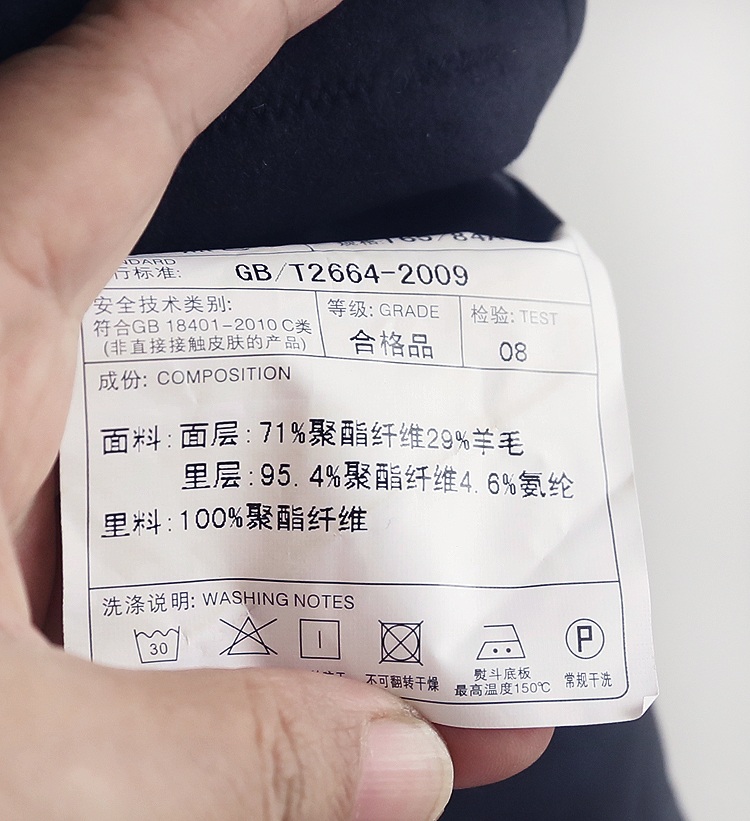 165/84A
行标准: GB/T2664-2009
安全技术类别:
符合GB 18401-2010 C类
(非直接接触皮肤的产品)
等级: GRADE
合格品
检验: TEST
08
成份: COMPOSITION
面料:面层:71%聚酯纤维29%羊毛
里层:95.4%聚酯纤维4.6%氨纶
里料:100%聚酯纤维
洗涤说明: WASHING NOTES
30
不可翻转干燥
熨斗底板
最高温度150℃
P
常规干洗